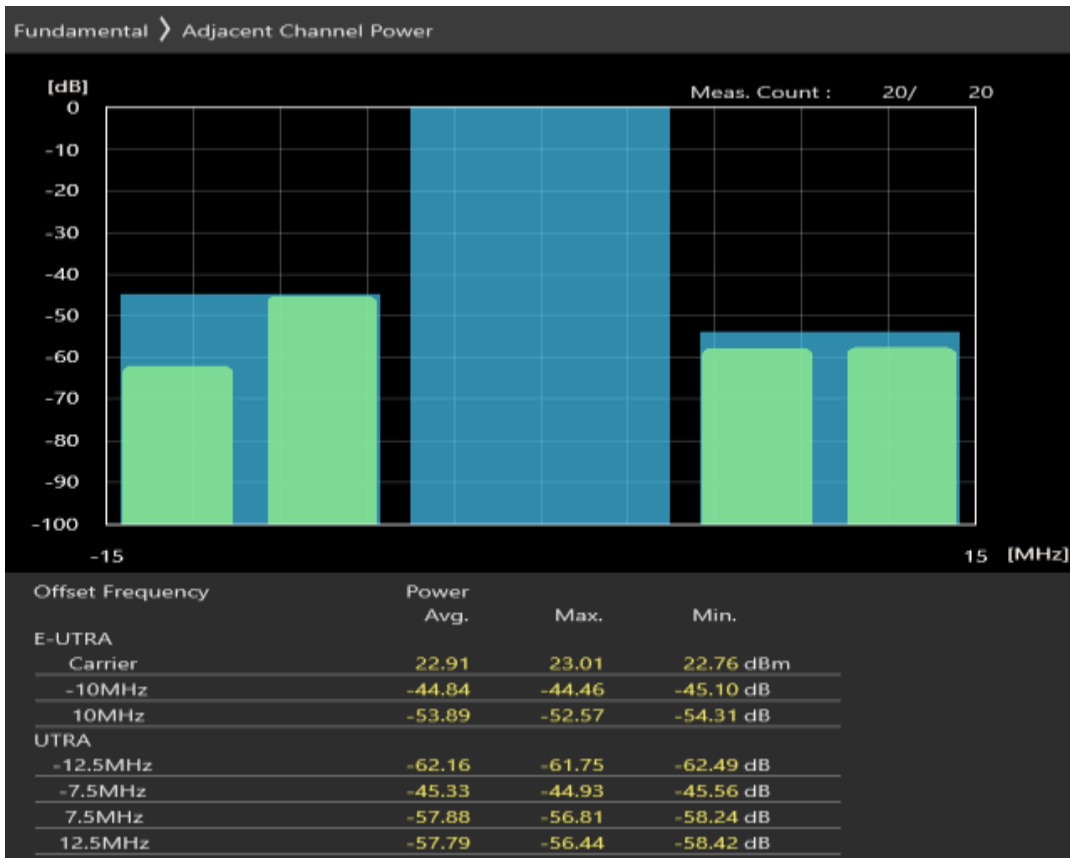 Fundamental ❭ Adjacent Channel Power
[dB]
Meas. Count : 20/ 20
0
-10
-20
-30
-40
-50
-60
-70
-80
-90
-100
-15 15 [MHz]
Offset Frequency Power
Avg. Max. Min.
E-UTRA
Carrier 22.91 23.01 22.76 dBm
-10MHz -44.84 -44.46 -45.10 dB
10MHz -53.89 -52.57 -54.31 dB
UTRA
-12.5MHz -62.16 -61.75 -62.49 dB
-7.5MHz -45.33 -44.93 -45.56 dB
7.5MHz -57.88 -56.81 -58.24 dB
12.5MHz -57.79 -56.44 -58.42 dB